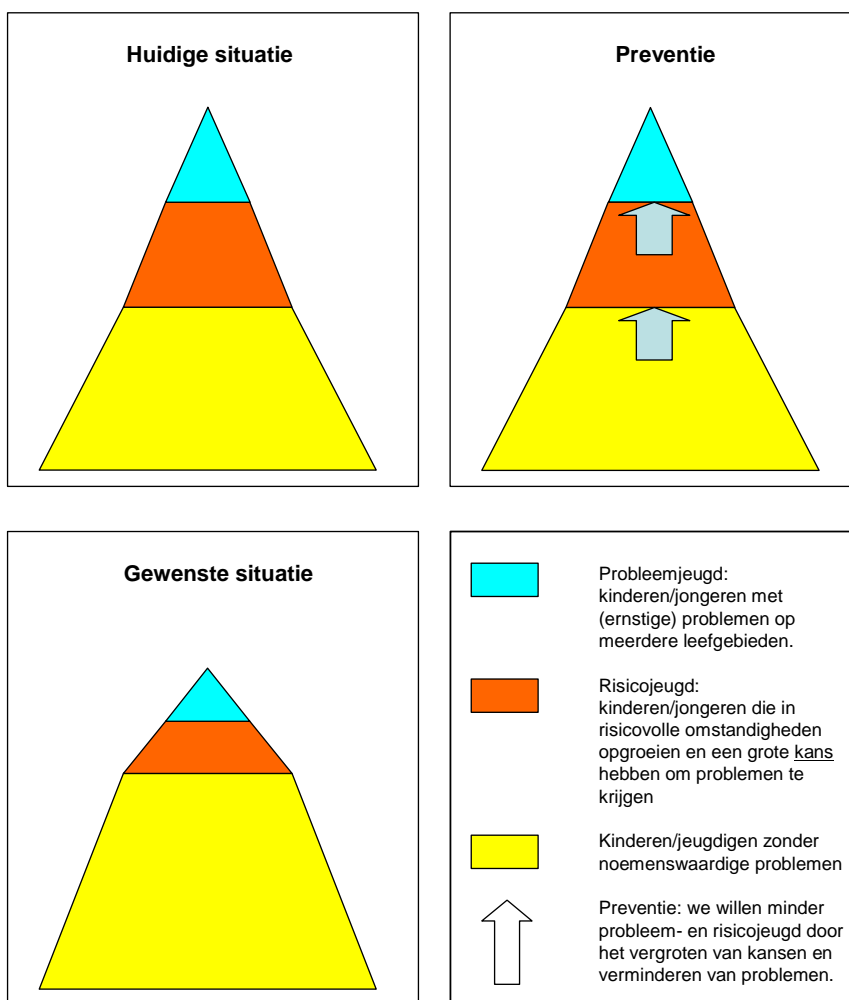 Huidige situatie
Preventie
Gewenste situatie
Probleemjeugd:
kinderen/jongeren met
(ernstige) problemen op
meerdere leefgebieden.
Risicojeugd:
kinderen/jongeren die in
risicovolle omstandigheden
opgroeien en een grote kans
hebben om problemen te
krijgen
Kinderen/jeugdigen zonder
noemenswaardige problemen
Preventie: we willen minder
probleem- en risicojeugd door
het vergroten van kansen en
verminderen van problemen.